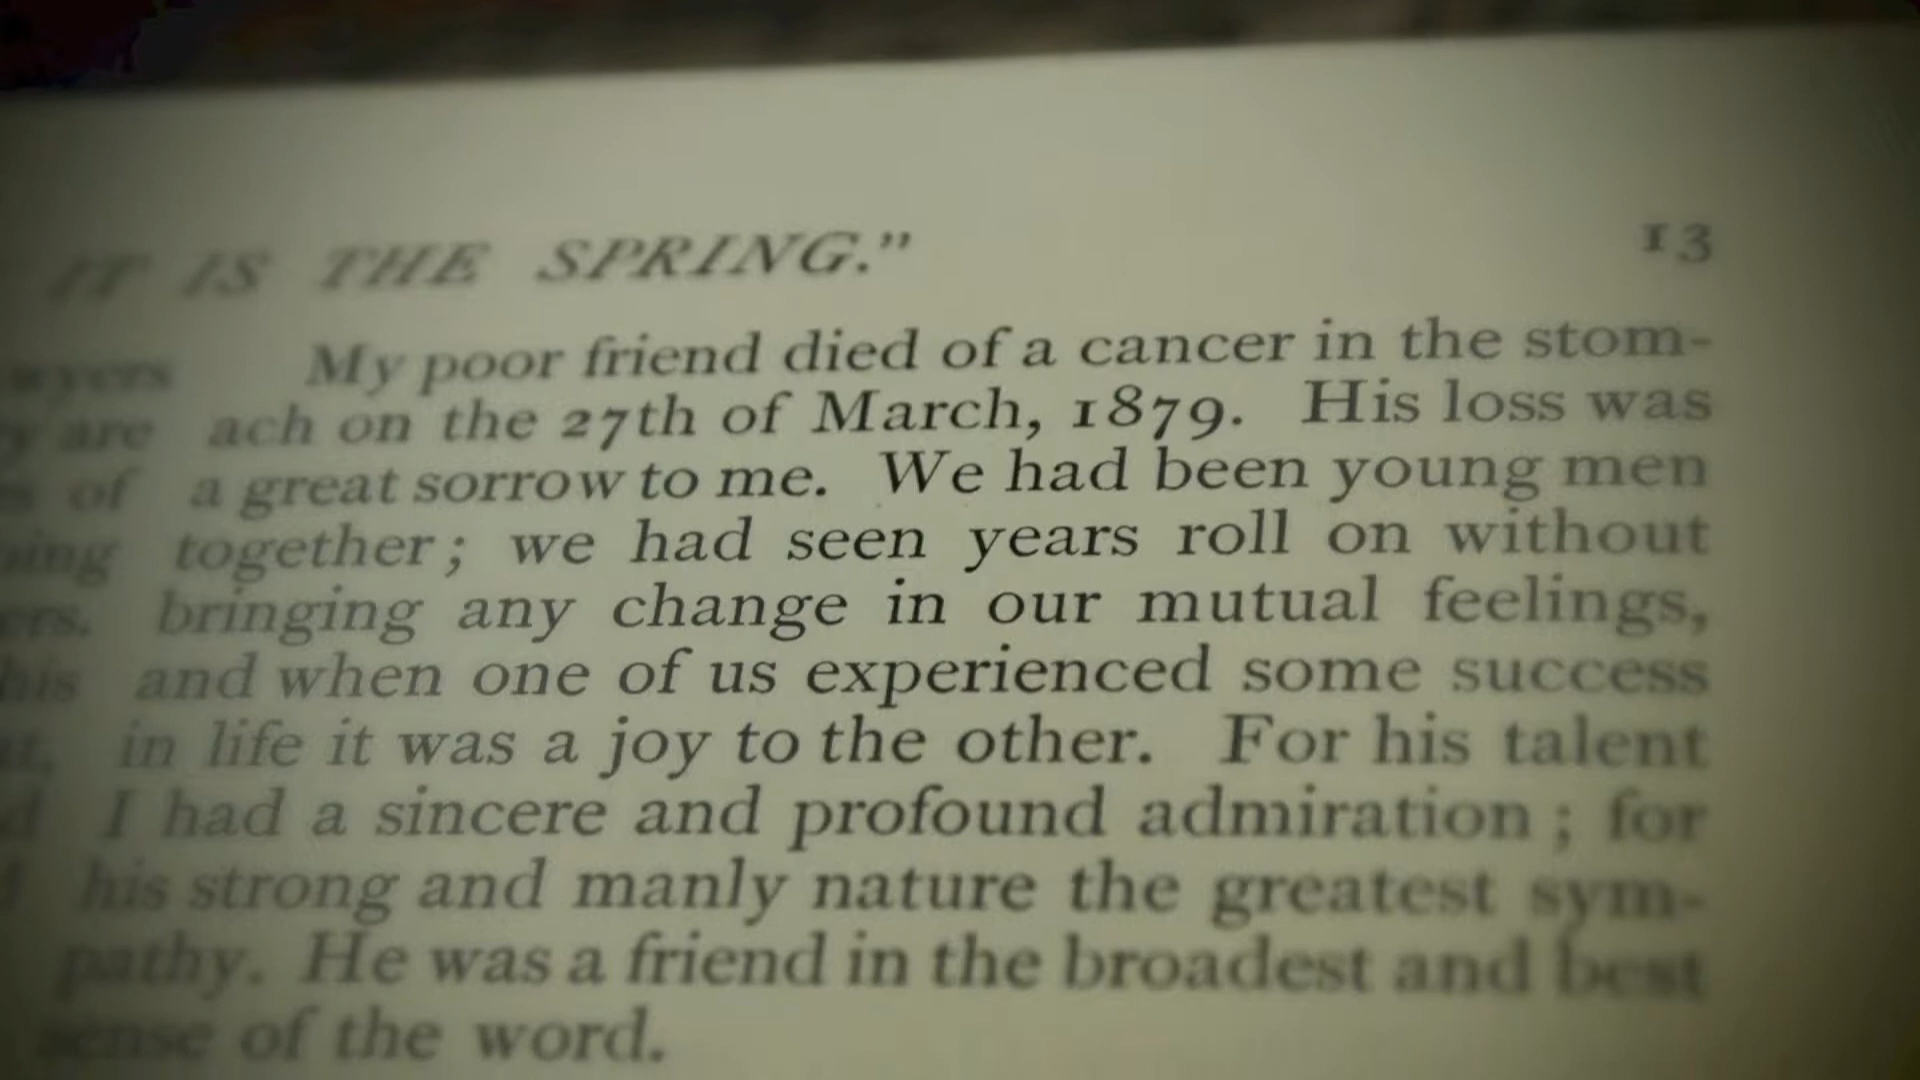 IT IS THE SPRING." 13
My poor friend died of a cancer in the stom-
are ach on the 27th of March, 1879. His loss was
of a great sorrow to me. We had been young men
together; we had seen years roll on without
bringing any change in our mutual feelings,
his and when one of us experienced some success
in life it was a joy to the other. For his talent
I had a sincere and profound admiration; for
his strong and manly nature the greatest sym-
pathy. He was a friend in the broadest and best
sense of the word.